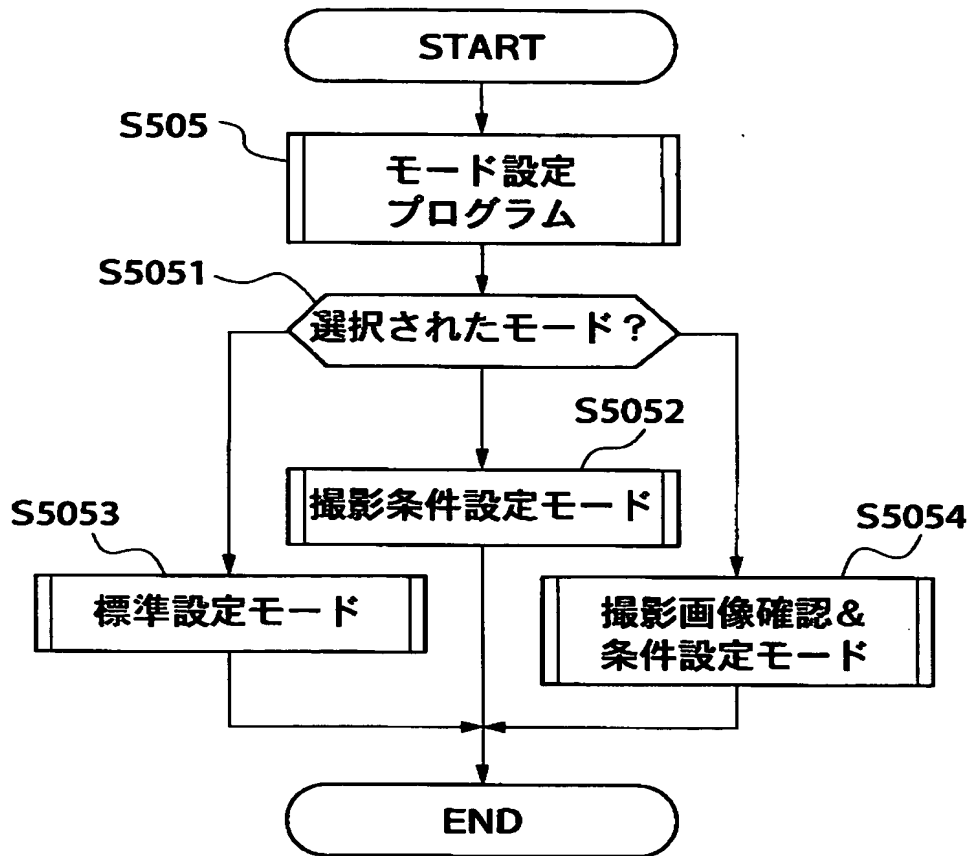 START
S505
モード設定
プログラム
S5051
選択されたモード？
S5052
撮影条件設定モード
S5053
標準設定モード
S5054
撮影画像確認＆
条件設定モード
END